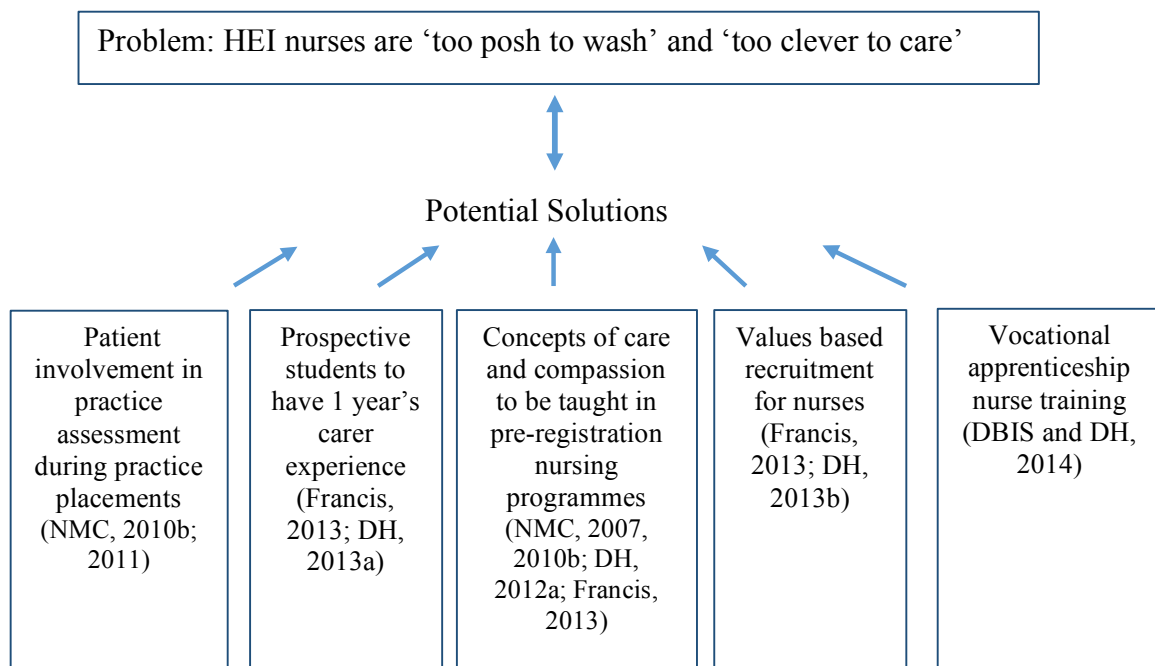 Problem: HEI nurses are ‘too posh to wash’ and ‘too clever to care’
Potential Solutions
Patient
involvement in
practice
assessment
during practice
placements
(NMC, 2010b;
2011)
Prospective
students to
have 1 year’s
carer
experience
(Francis,
2013; DH,
2013a)
Concepts of care
and compassion
to be taught in
pre-registration
nursing
programmes
(NMC, 2007,
2010b; DH,
2012a; Francis,
2013)
Values based
recruitment
for nurses
(Francis,
2013; DH,
2013b)
Vocational
apprenticeship
nurse training
(DBIS and DH,
2014)